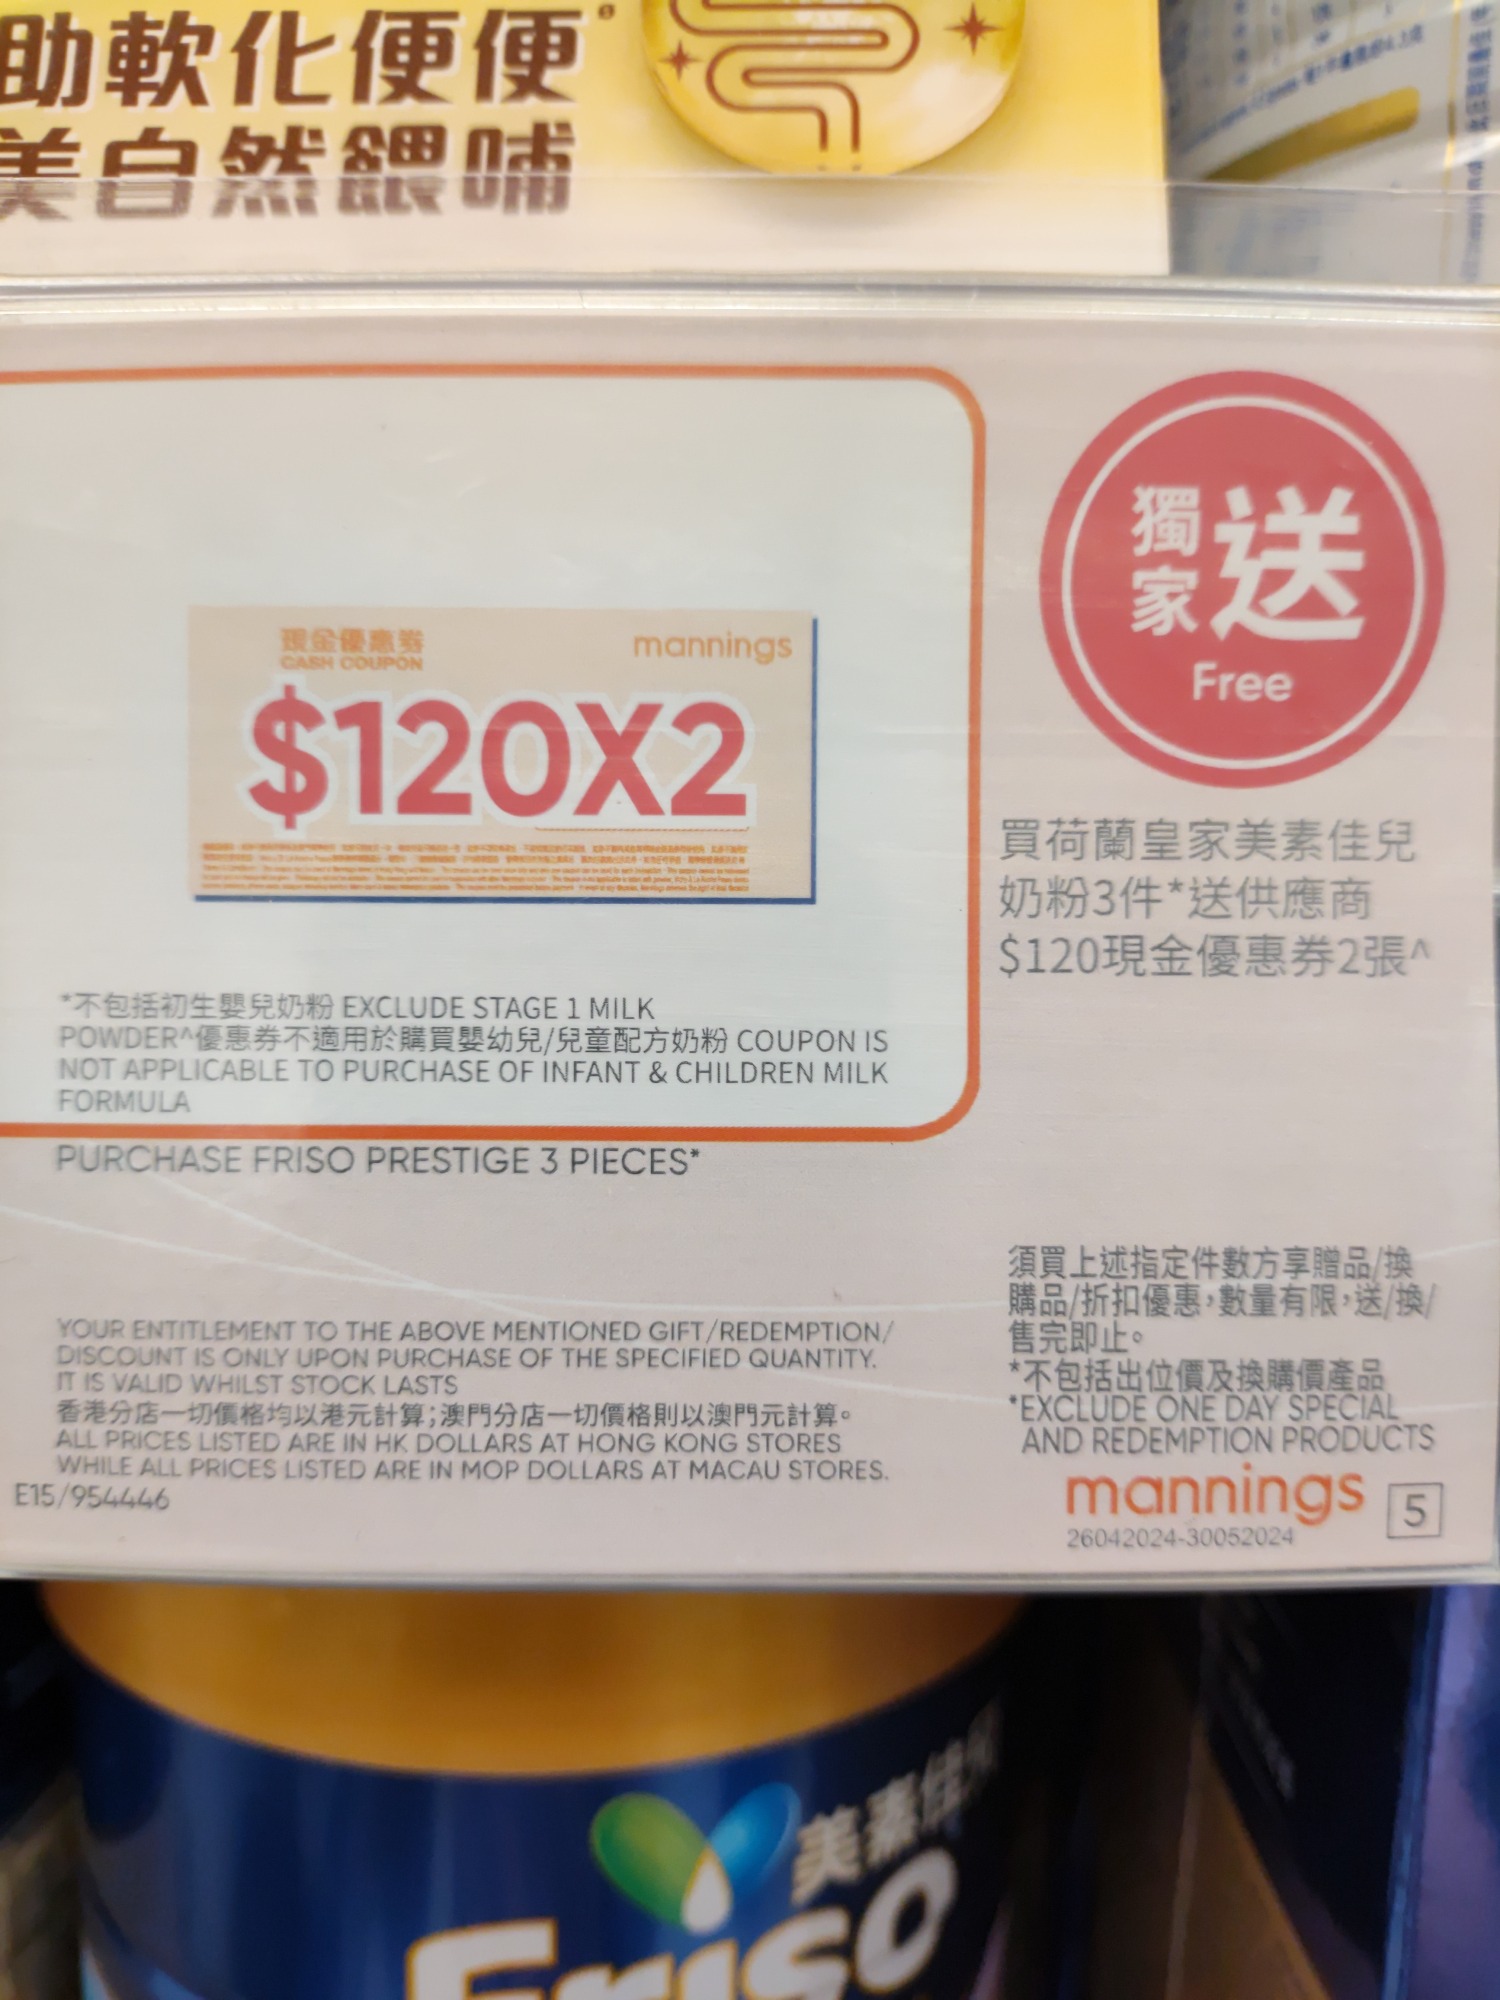 助軟化便便
美自然餵哺
獨家送
Free
現金優惠券
CASH COUPON
mannings
$120X2
買荷蘭皇家美素佳兒
奶粉3件*送供應商
$120現金優惠券2張^
*不包括初生嬰兒奶粉 EXCLUDE STAGE 1 MILK
POWDER^優惠券不適用於購買嬰幼兒/兒童配方奶粉 COUPON IS
NOT APPLICABLE TO PURCHASE OF INFANT & CHILDREN MILK
FORMULA
PURCHASE FRISO PRESTIGE 3 PIECES*
YOUR ENTITLEMENT TO THE ABOVE MENTIONED GIFT/REDEMPTION/
DISCOUNT IS ONLY UPON PURCHASE OF THE SPECIFIED QUANTITY.
IT IS VALID WHILST STOCK LASTS
香港分店一切價格均以港元計算;澳門分店一切價格則以澳門元計算。
ALL PRICES LISTED ARE IN HK DOLLARS AT HONG KONG STORES
WHILE ALL PRICES LISTED ARE IN MOP DOLLARS AT MACAU STORES.
E15/954446
須買上述指定件數方享贈品/換
購品/折扣優惠,數量有限,送/換/
售完即止。
*不包括出位價及換購價產品
*EXCLUDE ONE DAY SPECIAL
AND REDEMPTION PRODUCTS
mannings
26042024-30052024
5
美素佳兒
Friso